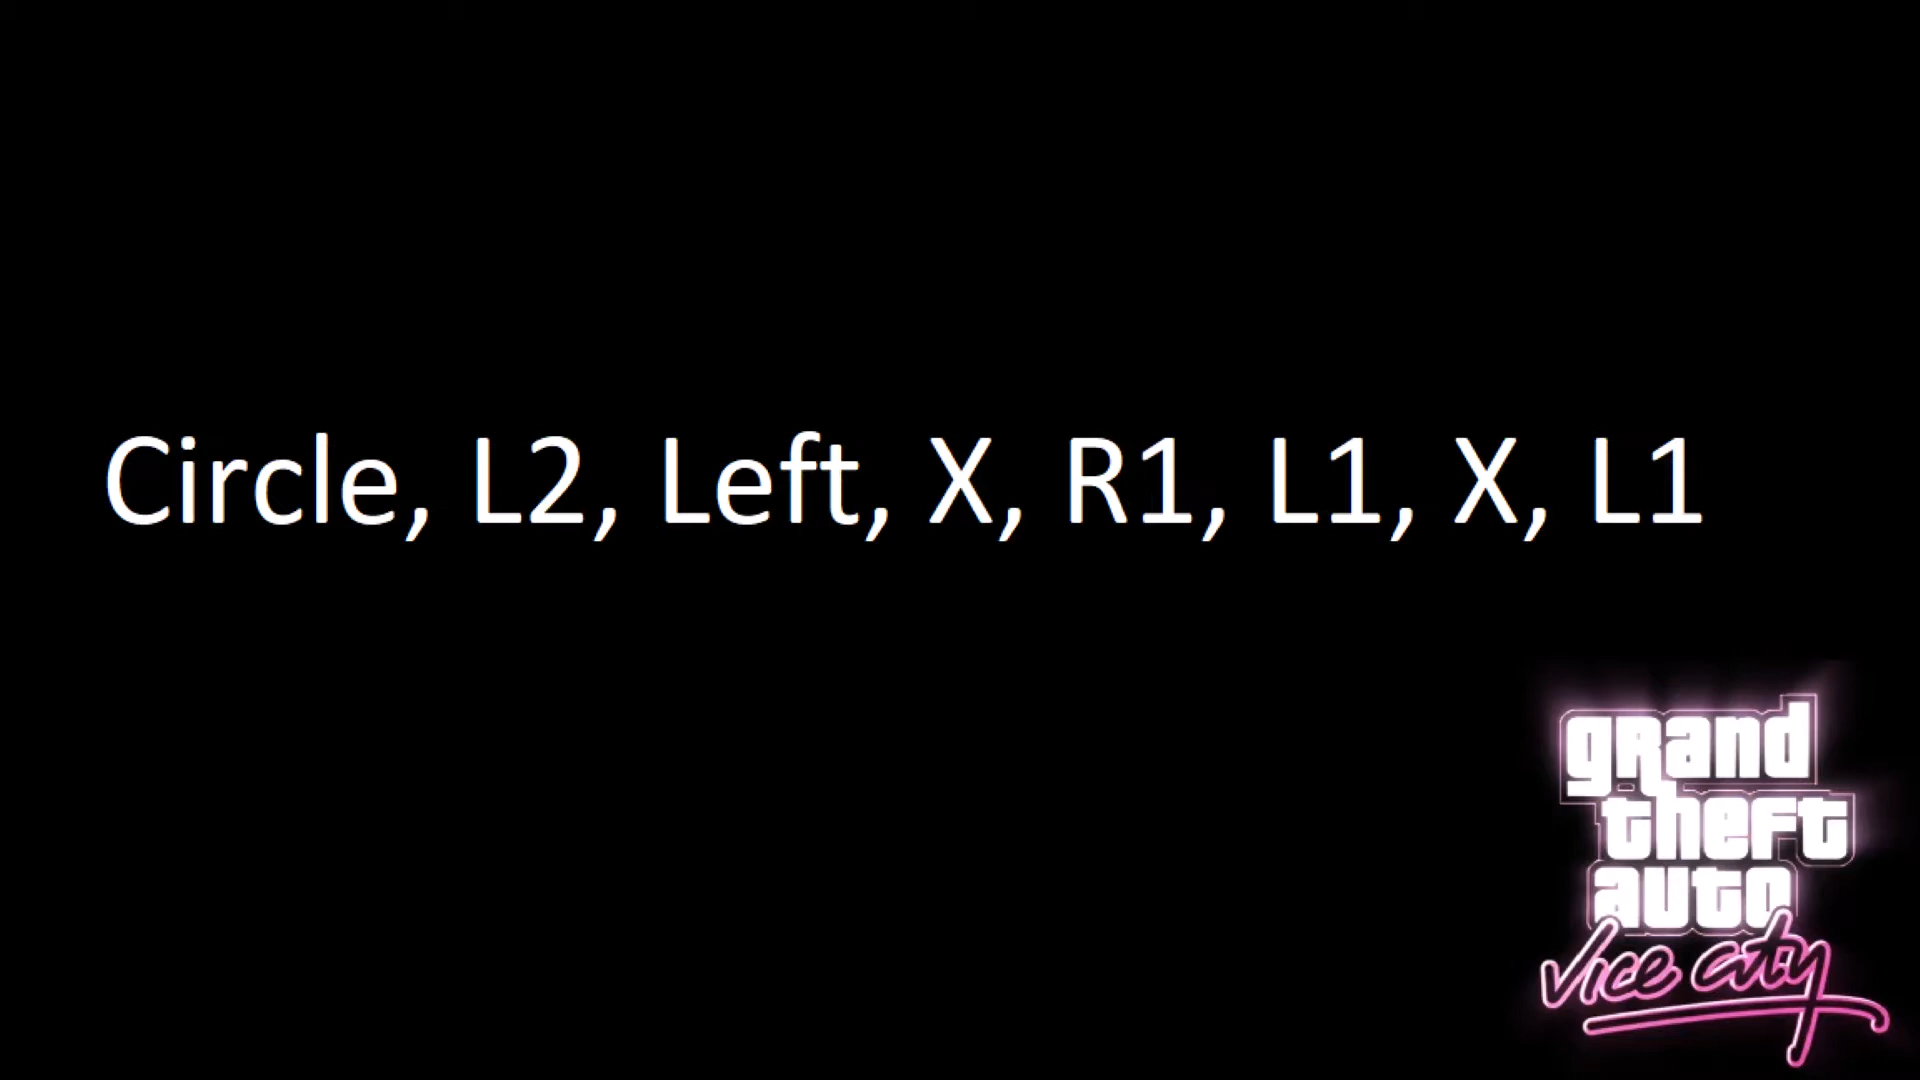 Circle, L2, Left, X, R1, L1, X, L1
grand
theft
auto
vice city